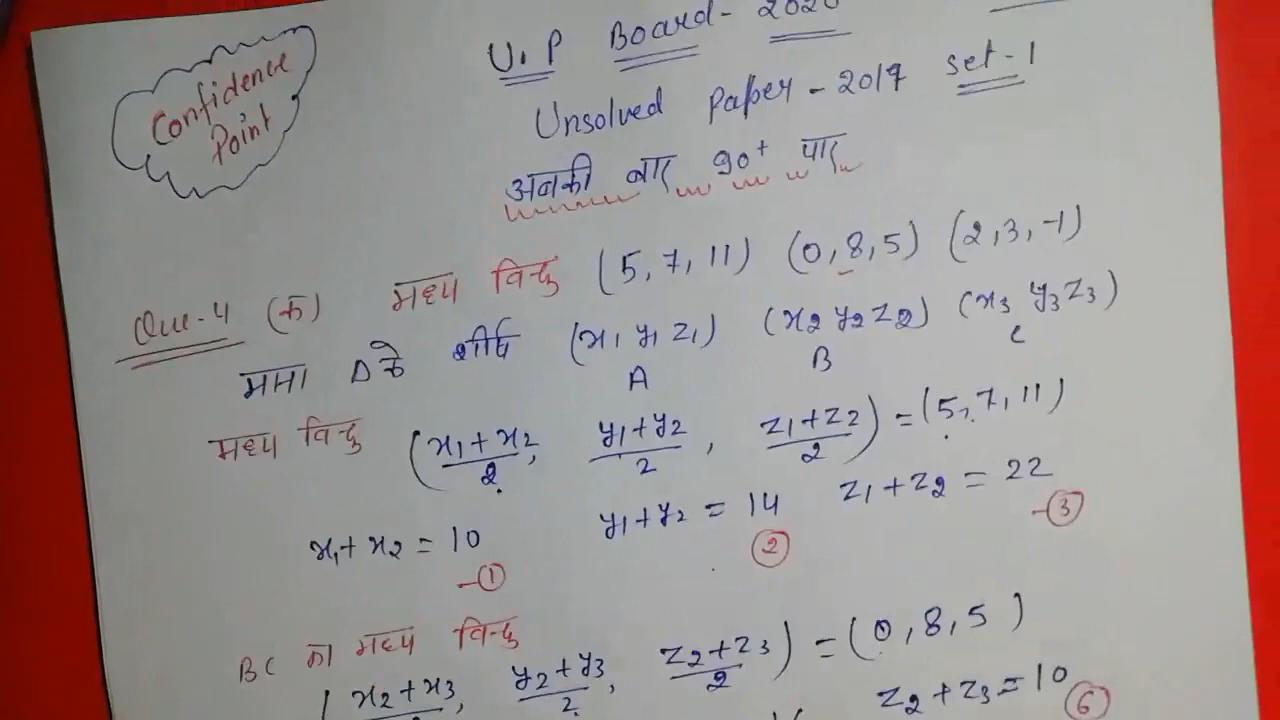 Confidence
Point
U.P Board - 2020
Unsolved Paper - 2019 set-1
अबकी बार 90+ पार
Que-4 (क) मध्य विन्दु (5, 7, 11) (0, 8, 5) (2, 3, -1)
माना Δ के शीर्ष (x₁ y₁ z₁) (x₂ y₂ z₂) (x₃ y₃ z₃)
A B C
मध्य विन्दु ((x₁+x₂)/2, (y₁+y₂)/2, (z₁+z₂)/2) = (5, 7, 11)
x₁+x₂ = 10 -① y₁+y₂ = 14 ② z₁+z₂ = 22 -③
BC का मध्य विन्दु
((x₂+x₃)/2, (y₂+y₃)/2, (z₂+z₃)/2) = (0, 8, 5)
z₂+z₃ = 10 ⑥